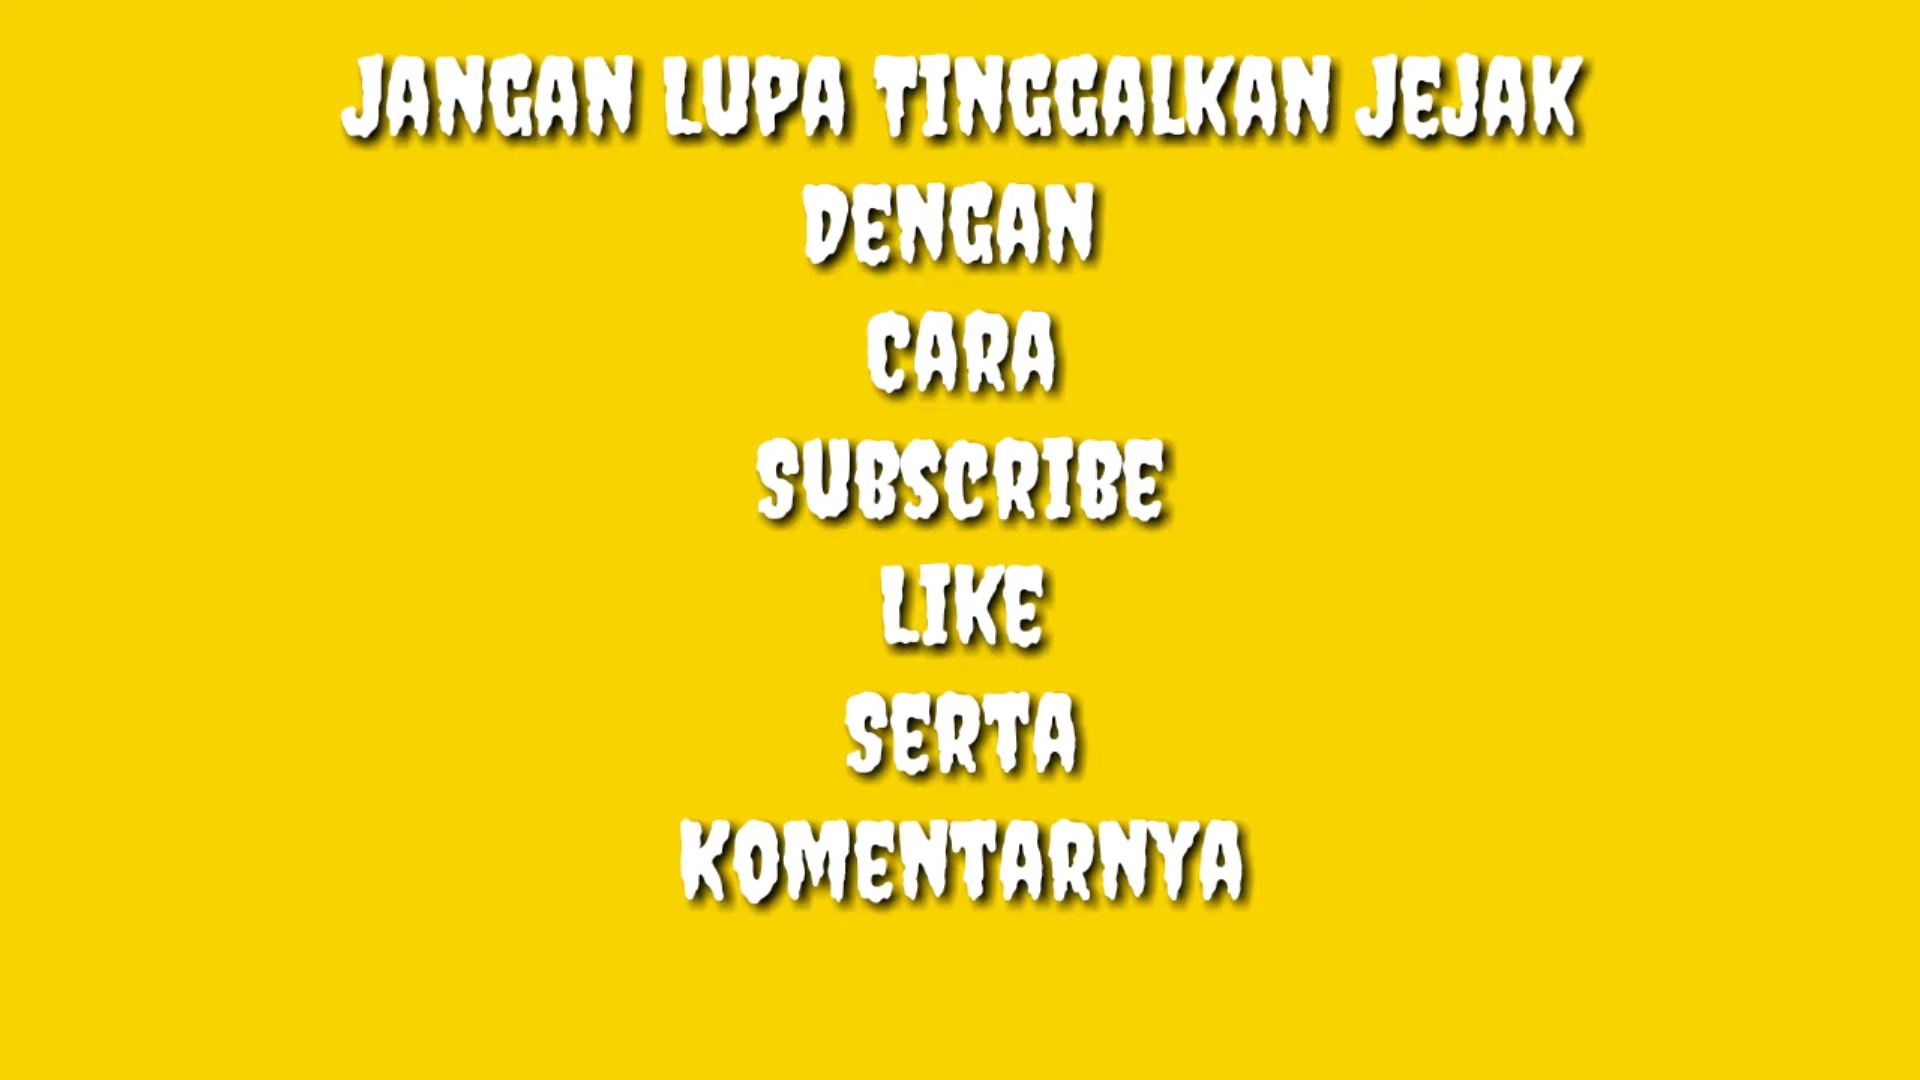 JANGAN LUPA TINGGALKAN JEJAK
DENGAN
CARA
SUBSCRIBE
LIKE
SERTA
KOMENTARNYA